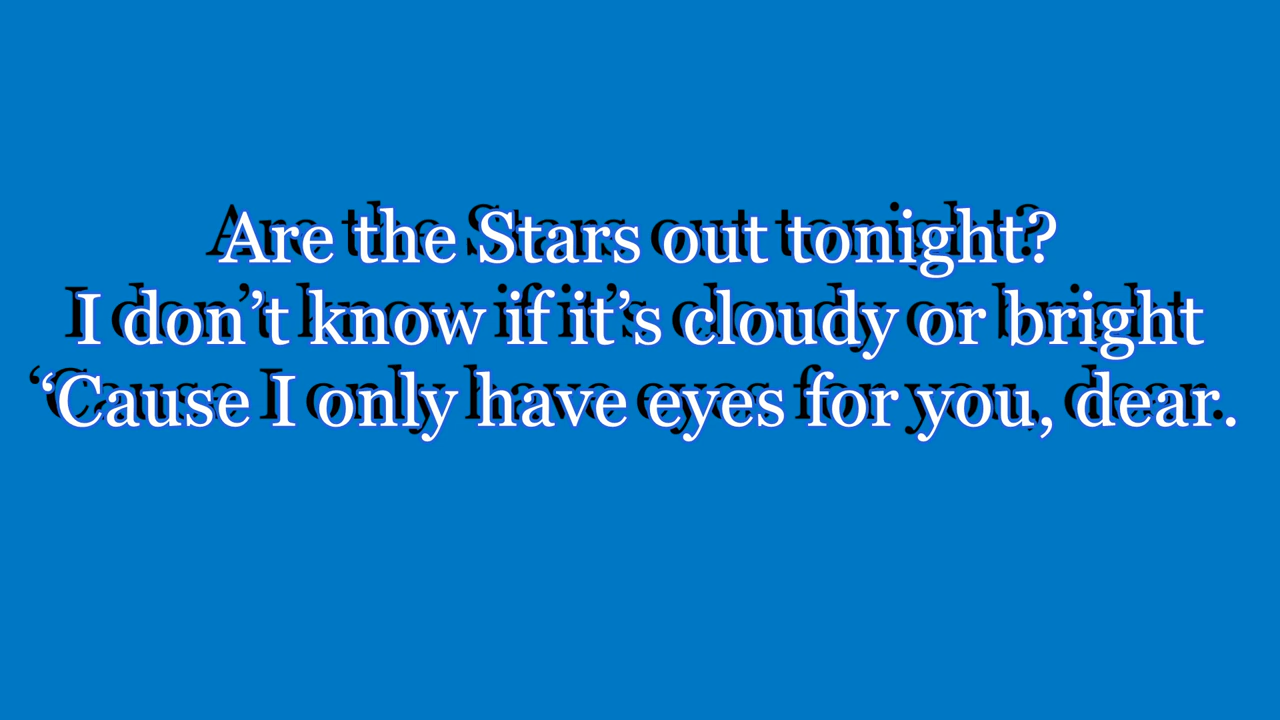 Are the Stars out tonight?
I don’t know if it’s cloudy or bright
‘Cause I only have eyes for you, dear.